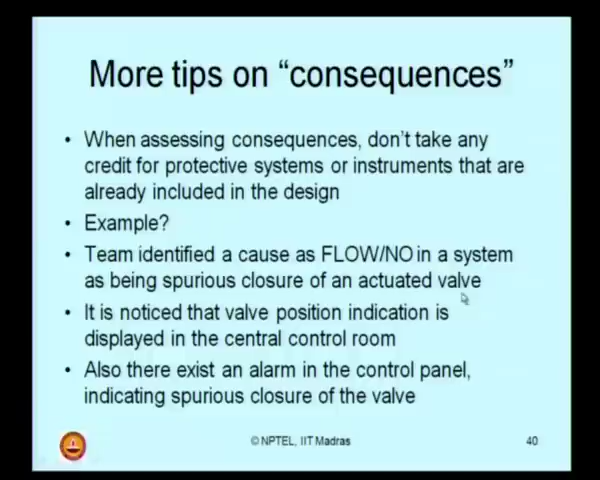 More tips on “consequences”
• When assessing consequences, don't take any
credit for protective systems or instruments that are
already included in the design
• Example?
• Team identified a cause as FLOW/NO in a system
as being spurious closure of an actuated valve
• It is noticed that valve position indication is
displayed in the central control room
• Also there exist an alarm in the control panel,
indicating spurious closure of the valve
© NPTEL, IIT Madras
40